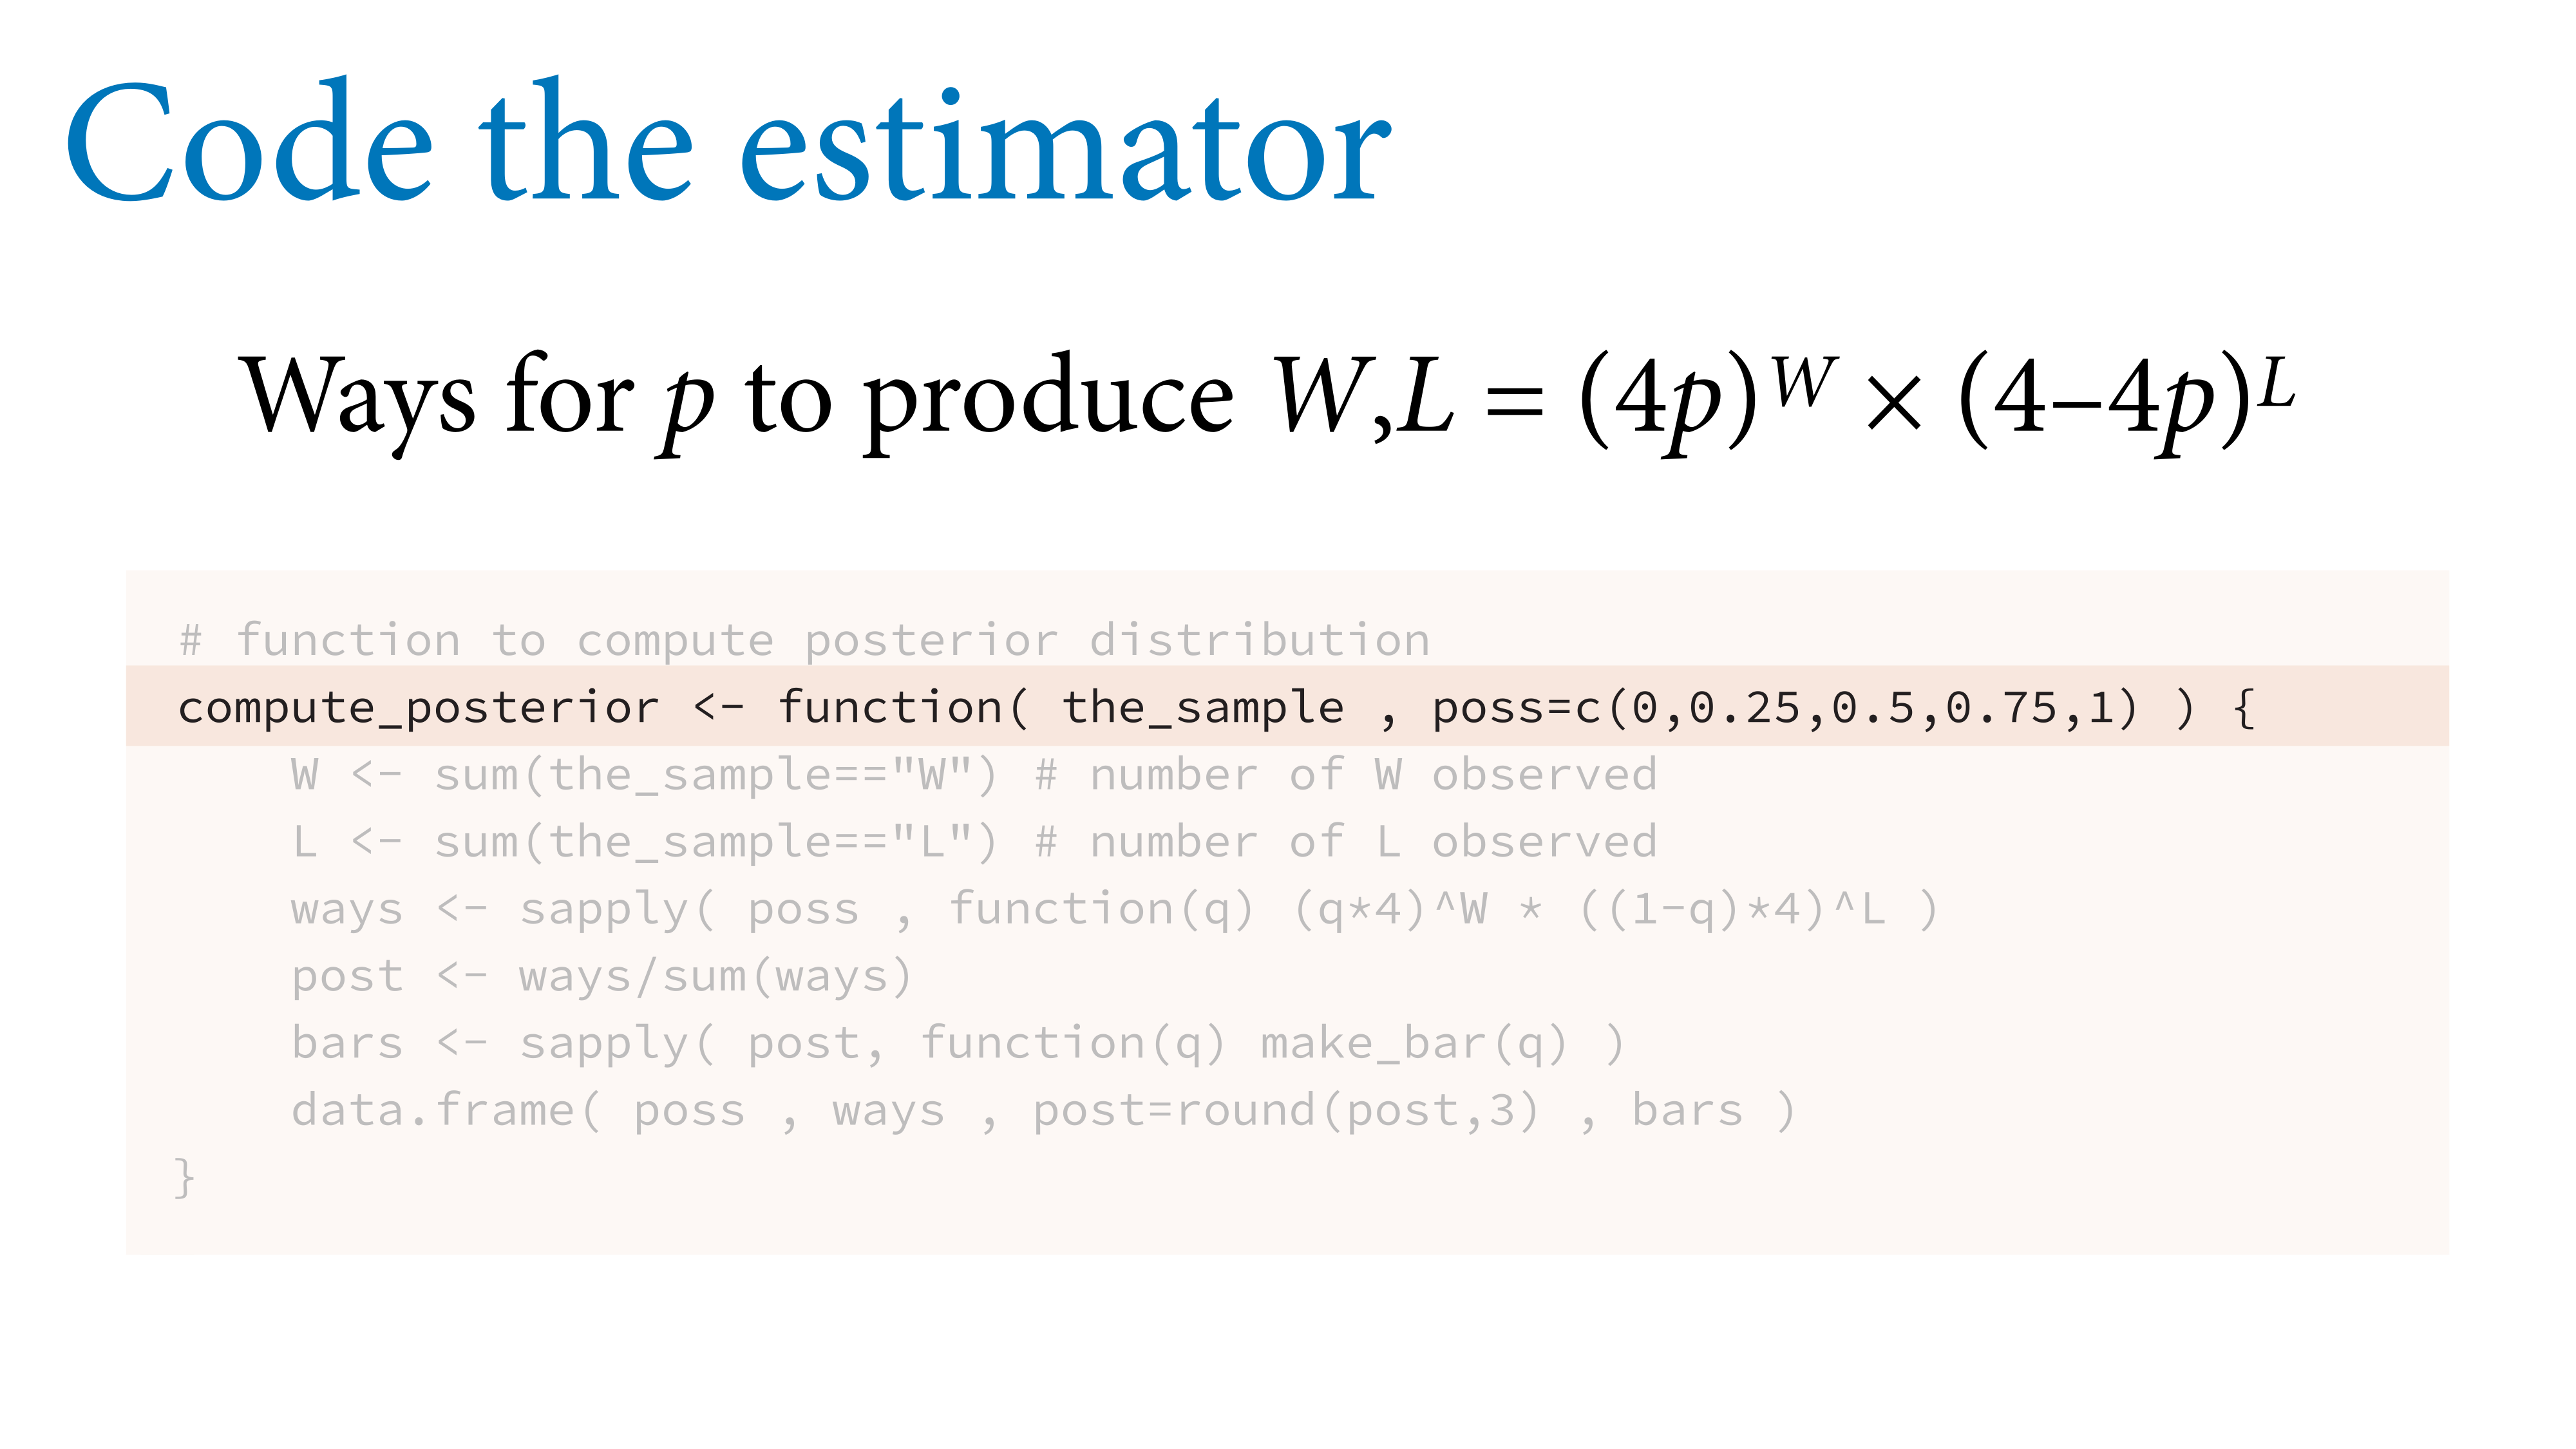 Code the estimator
Ways for p to produce W,L = (4p)^W × (4–4p)^L
# function to compute posterior distribution
compute_posterior <- function( the_sample , poss=c(0,0.25,0.5,0.75,1) ) {
    W <- sum(the_sample=="W") # number of W observed
    L <- sum(the_sample=="L") # number of L observed
    ways <- sapply( poss , function(q) (q*4)^W * ((1-q)*4)^L )
    post <- ways/sum(ways)
    bars <- sapply( post, function(q) make_bar(q) )
    data.frame( poss , ways , post=round(post,3) , bars )
}